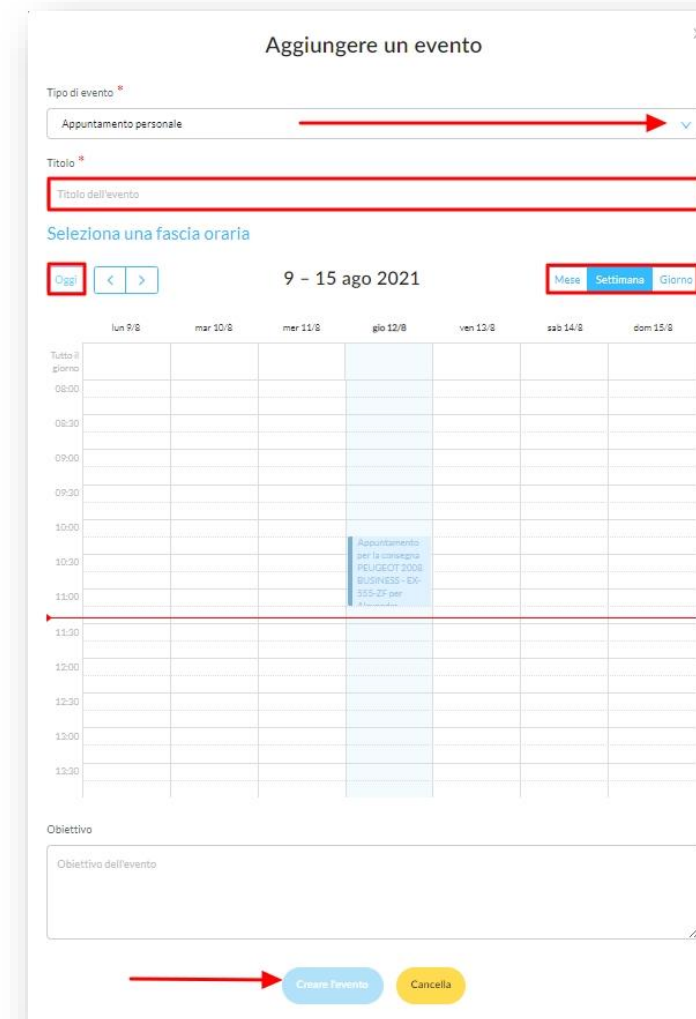 Aggiungere un evento
Tipo di evento *
Appuntamento personale
Titolo *
Titolo dell'evento
Seleziona una fascia oraria
Oggi < > 9 – 15 ago 2021 Mese Settimana Giorno
lun 9/8 mar 10/8 mer 11/8 gio 12/8 ven 13/8 sab 14/8 dom 15/8
Tutto il
giorno
08:00
08:30
09:00
09:30
10:00
Appuntamento
per la consegna
10:30
PEUGEOT 2008
BUSINESS - EX-
11:00
555-ZF per
11:30
12:00
12:30
13:00
13:30
Obiettivo
Obiettivo dell'evento
Creare l'evento Cancella